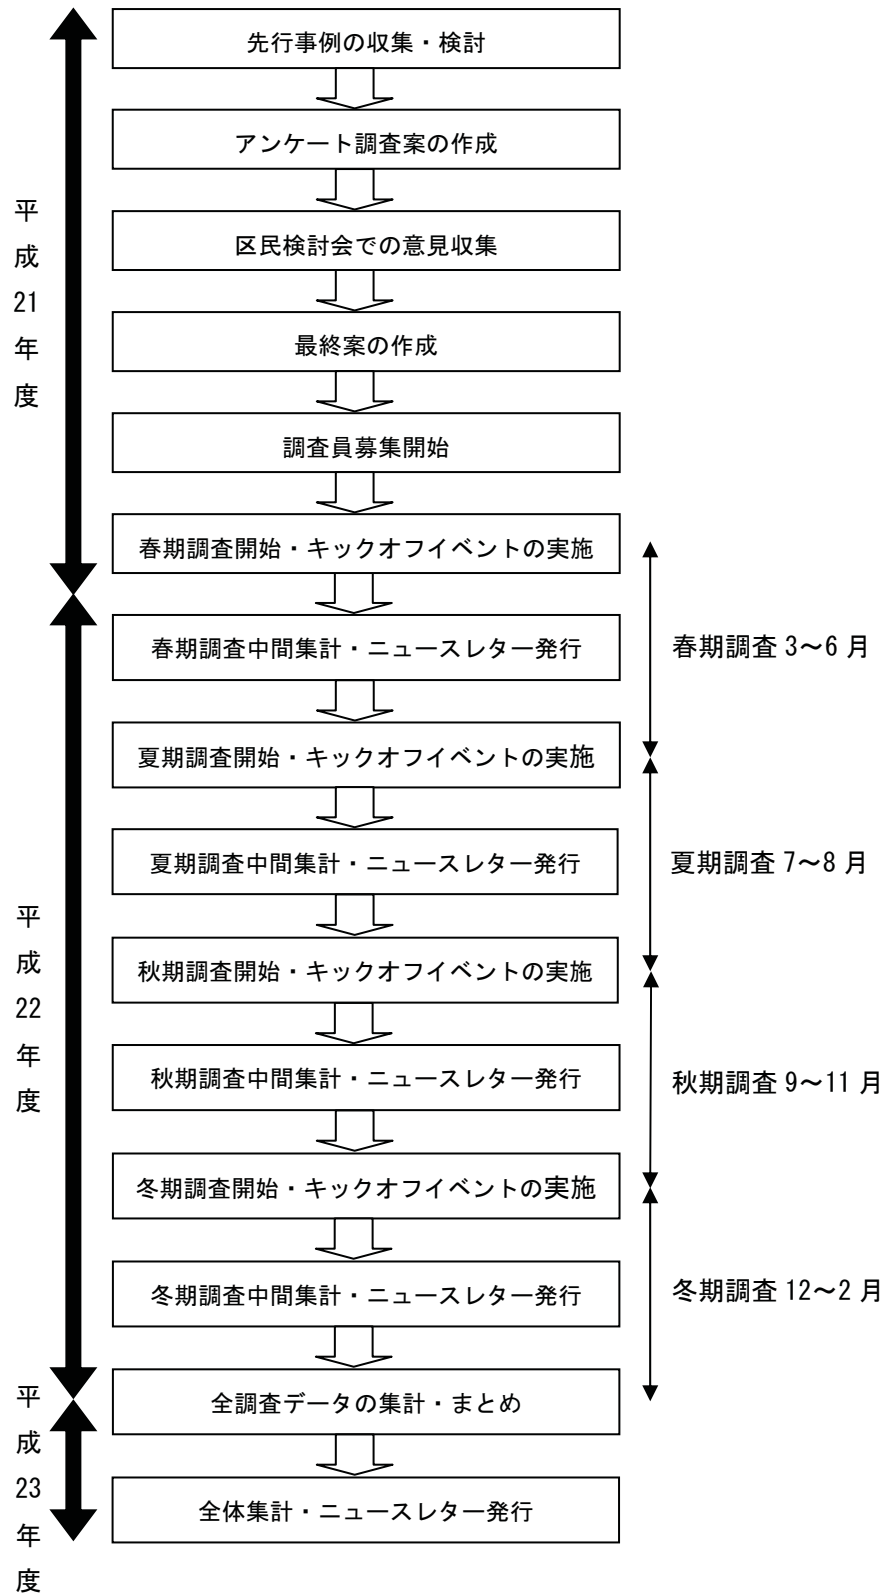 平成21年度
先行事例の収集・検討
アンケート調査案の作成
区民検討会での意見収集
最終案の作成
調査員募集開始
春期調査開始・キックオフイベントの実施
平成22年度
春期調査中間集計・ニュースレター発行
春期調査 3～6 月
夏期調査開始・キックオフイベントの実施
夏期調査中間集計・ニュースレター発行
夏期調査 7～8 月
秋期調査開始・キックオフイベントの実施
秋期調査中間集計・ニュースレター発行
秋期調査 9～11 月
冬期調査開始・キックオフイベントの実施
冬期調査中間集計・ニュースレター発行
冬期調査 12～2 月
平成23年度
全調査データの集計・まとめ
全体集計・ニュースレター発行